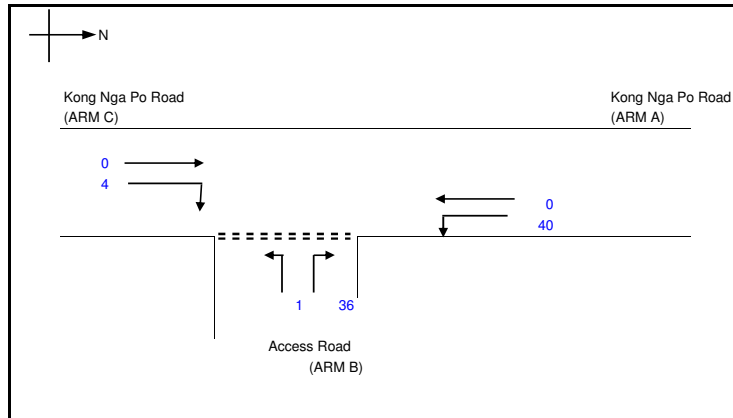 N
Kong Nga Po Road
(ARM C)
Kong Nga Po Road
(ARM A)
0
4
0
40
1 36
Access Road
(ARM B)